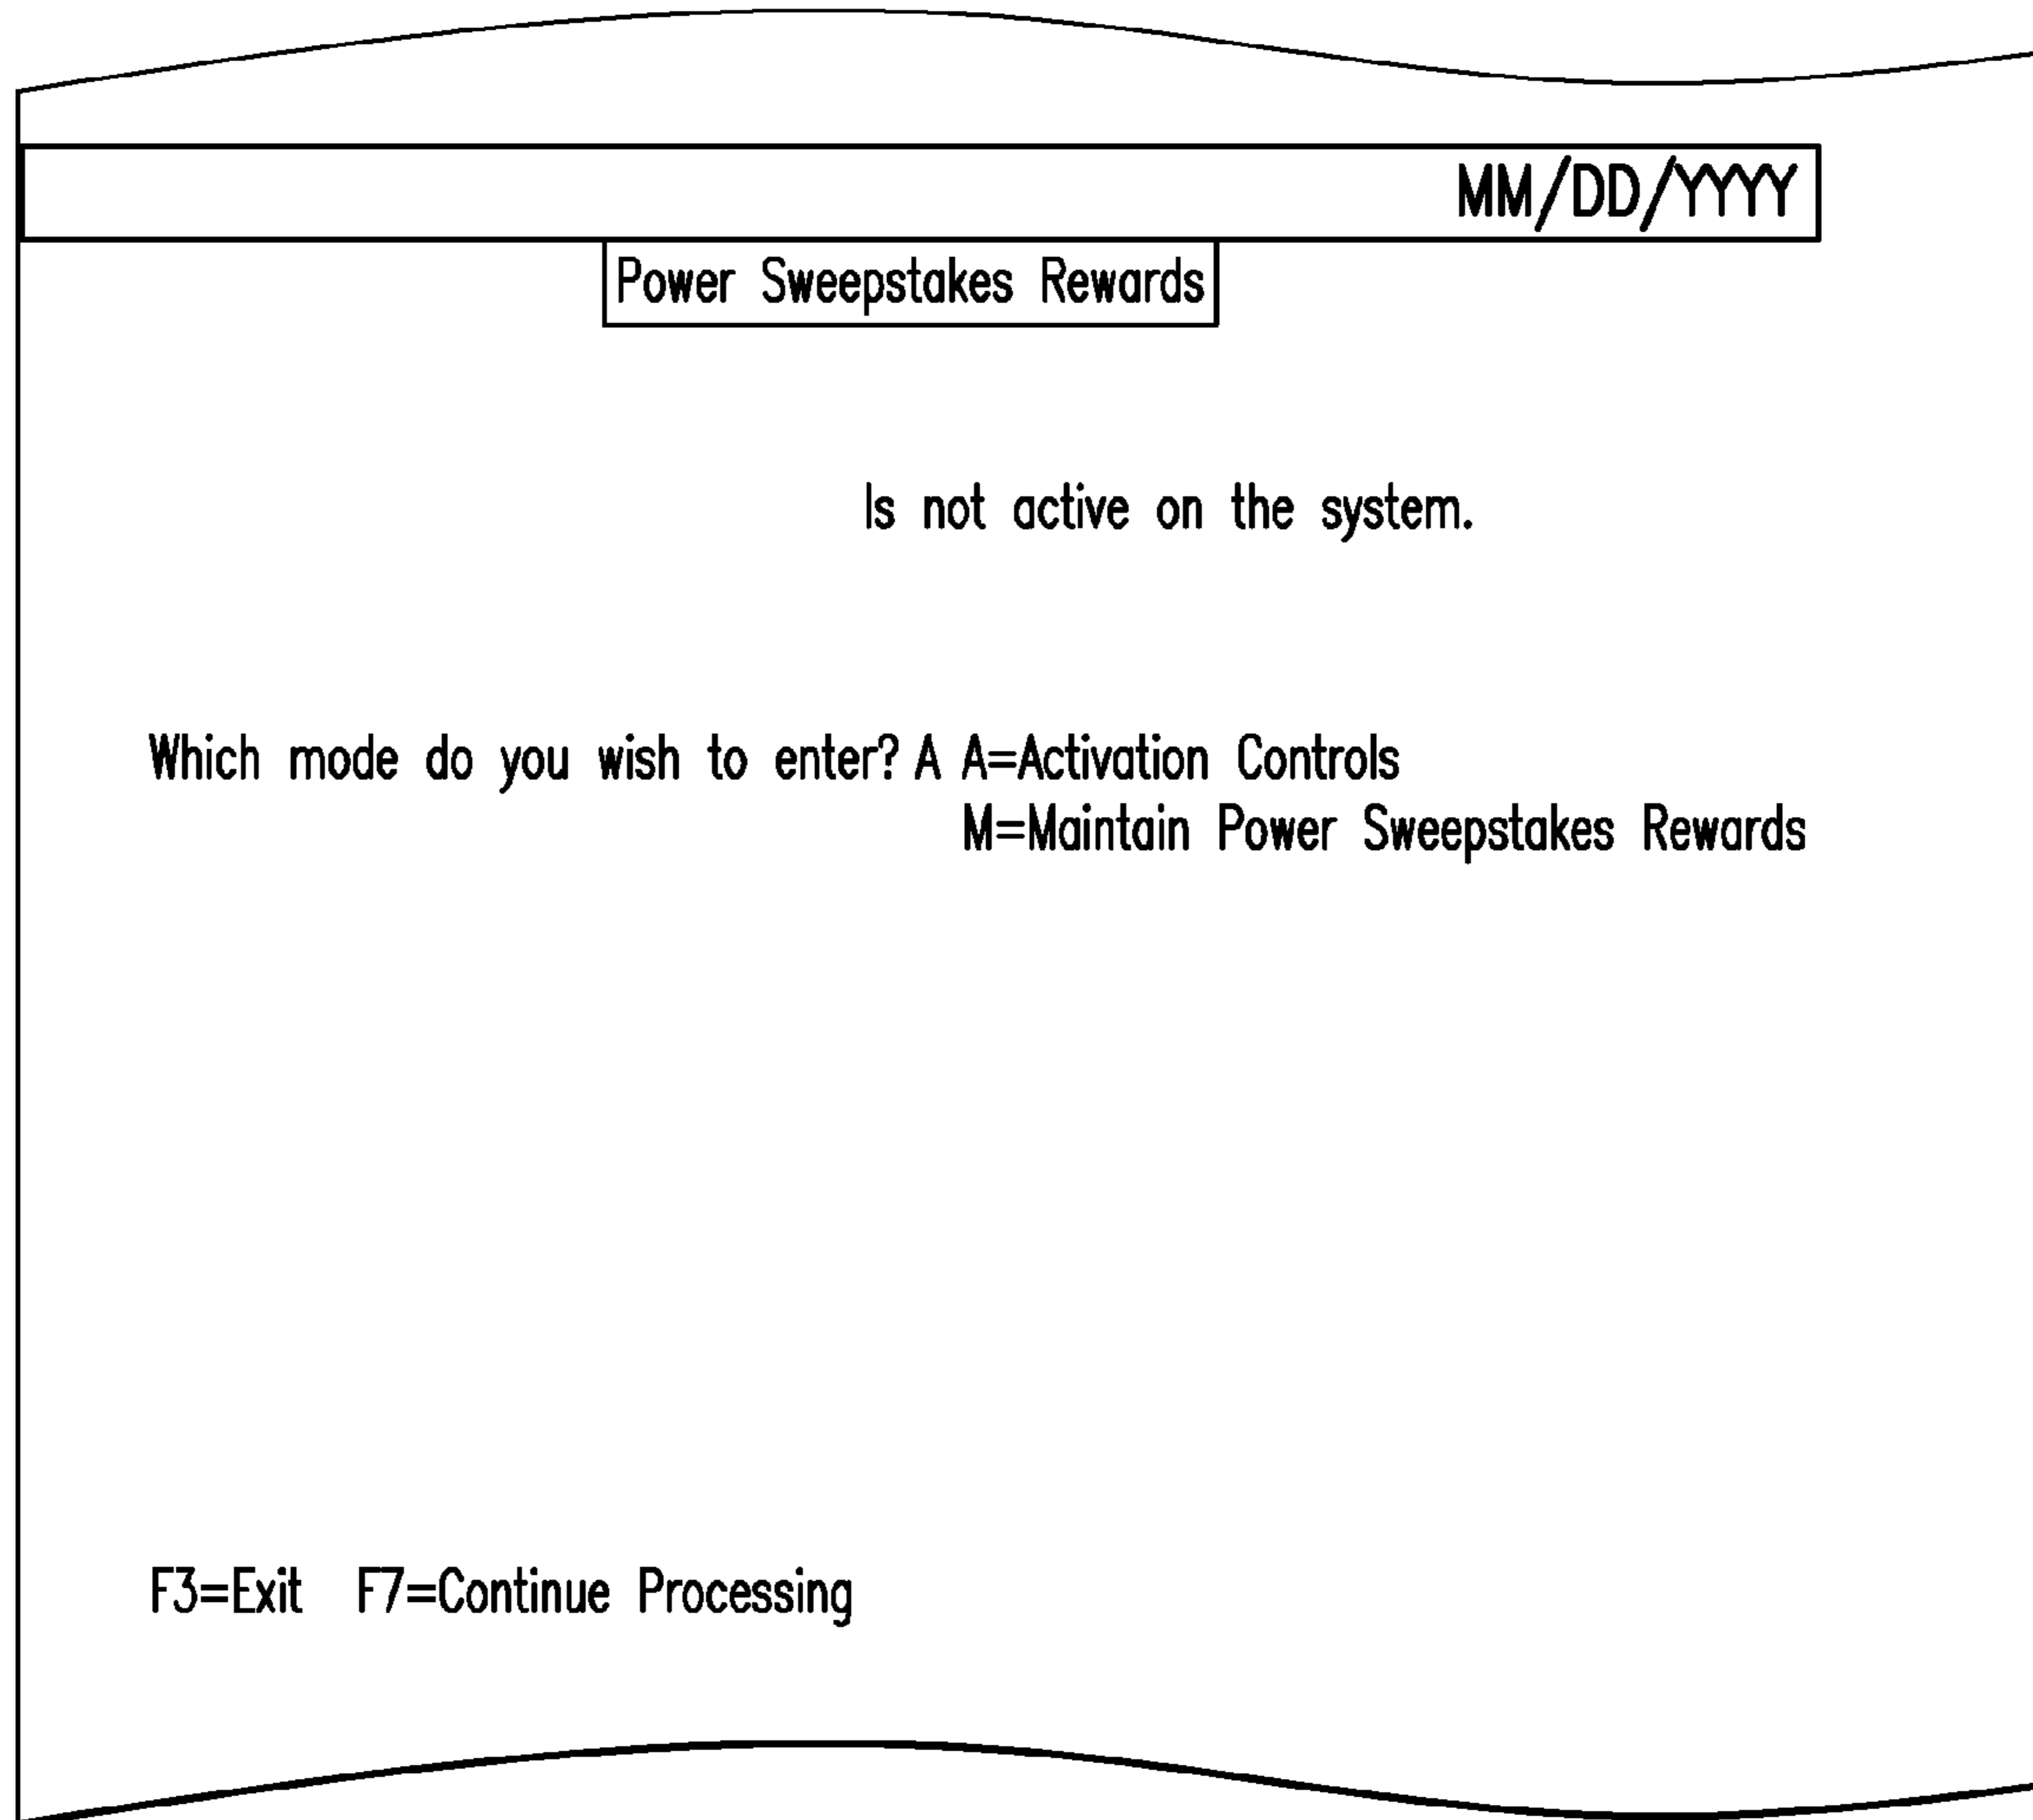 MM/DD/YYYY
Power Sweepstakes Rewards
Is not active on the system.
Which mode do you wish to enter? A A=Activation Controls
M=Maintain Power Sweepstakes Rewards
F3=Exit F7=Continue Processing